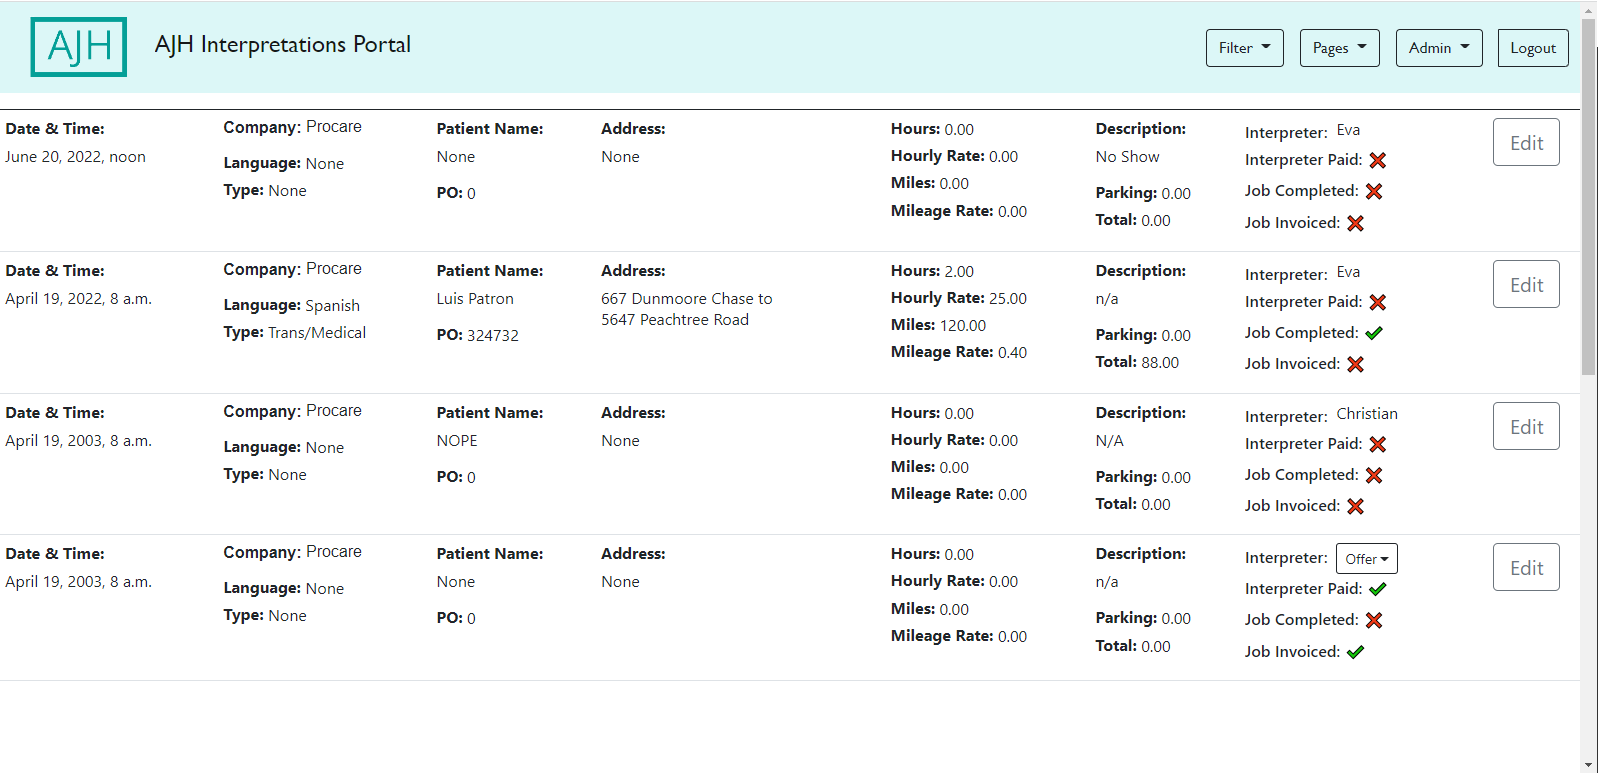 AJH
AJH Interpretations Portal
Filter
Pages
Admin
Logout
Date & Time:
June 20, 2022, noon
Company: Procare
Language: None
Type: None
Patient Name:
None
PO: 0
Address:
None
Hours: 0.00
Hourly Rate: 0.00
Miles: 0.00
Mileage Rate: 0.00
Description:
No Show
Parking: 0.00
Total: 0.00
Interpreter: Eva
Interpreter Paid:
Job Completed:
Job Invoiced:
Edit
Date & Time:
April 19, 2022, 8 a.m.
Company: Procare
Language: Spanish
Type: Trans/Medical
Patient Name:
Luis Patron
PO: 324732
Address:
667 Dunmoore Chase to
5647 Peachtree Road
Hours: 2.00
Hourly Rate: 25.00
Miles: 120.00
Mileage Rate: 0.40
Description:
n/a
Parking: 0.00
Total: 88.00
Interpreter: Eva
Interpreter Paid:
Job Completed:
Job Invoiced:
Edit
Date & Time:
April 19, 2003, 8 a.m.
Company: Procare
Language: None
Type: None
Patient Name:
NOPE
PO: 0
Address:
None
Hours: 0.00
Hourly Rate: 0.00
Miles: 0.00
Mileage Rate: 0.00
Description:
N/A
Parking: 0.00
Total: 0.00
Interpreter: Christian
Interpreter Paid:
Job Completed:
Job Invoiced:
Edit
Date & Time:
April 19, 2003, 8 a.m.
Company: Procare
Language: None
Type: None
Patient Name:
None
PO: 0
Address:
None
Hours: 0.00
Hourly Rate: 0.00
Miles: 0.00
Mileage Rate: 0.00
Description:
n/a
Parking: 0.00
Total: 0.00
Interpreter: Offer
Interpreter Paid:
Job Completed:
Job Invoiced:
Edit